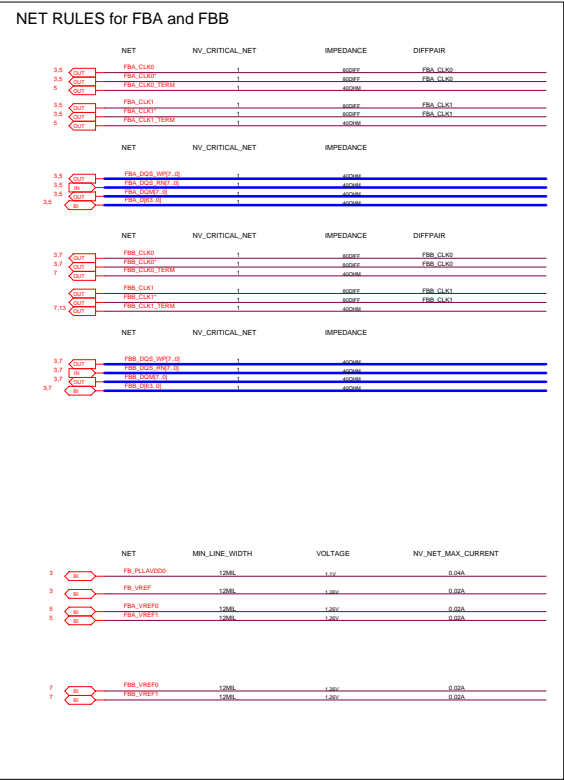 NET RULES for FBA and FBB
NET NV_CRITICAL_NET IMPEDANCE DIFFPAIR
3,5 OUT FBA_CLK0 1 80DIFF FBA_CLK0
3,5 OUT FBA_CLK0* 1 80DIFF FBA_CLK0
5 OUT FBA_CLK0_TERM 1 40OHM
3,5 OUT FBA_CLK1 1 80DIFF FBA_CLK1
3,5 OUT FBA_CLK1* 1 80DIFF FBA_CLK1
5 OUT FBA_CLK1_TERM 1 40OHM
NET NV_CRITICAL_NET IMPEDANCE
3,5 OUT FBA_DQS_WP[7..0] 1 40OHM
3,5 IN FBA_DQS_RN[7..0] 1 40OHM
3,5 OUT FBA_DQM[7..0] 1 40OHM
3,5 BI FBA_D[63..0] 1 40OHM
NET NV_CRITICAL_NET IMPEDANCE DIFFPAIR
3,7 OUT FBB_CLK0 1 80DIFF FBB_CLK0
3,7 OUT FBB_CLK0* 1 80DIFF FBB_CLK0
7 OUT FBB_CLK0_TERM 1 40OHM
OUT FBB_CLK1 1 80DIFF FBB_CLK1
OUT FBB_CLK1* 1 80DIFF FBB_CLK1
7,13 OUT FBB_CLK1_TERM 1 40OHM
NET NV_CRITICAL_NET IMPEDANCE
3,7 OUT FBB_DQS_WP[7..0] 1 40OHM
3,7 IN FBB_DQS_RN[7..0] 1 40OHM
3,7 OUT FBB_DQM[7..0] 1 40OHM
3,7 BI FBB_D[63..0] 1 40OHM
NET MIN_LINE_WIDTH VOLTAGE NV_NET_MAX_CURRENT
3 BI FB_PLLAVDD0 12MIL 1.1V 0.04A
3 BI FB_VREF 12MIL 1.26V 0.02A
5 BI FBA_VREF0 12MIL 1.26V 0.02A
5 BI FBA_VREF1 12MIL 1.26V 0.02A
7 BI FBB_VREF0 12MIL 1.26V 0.02A
7 BI FBB_VREF1 12MIL 1.26V 0.02A